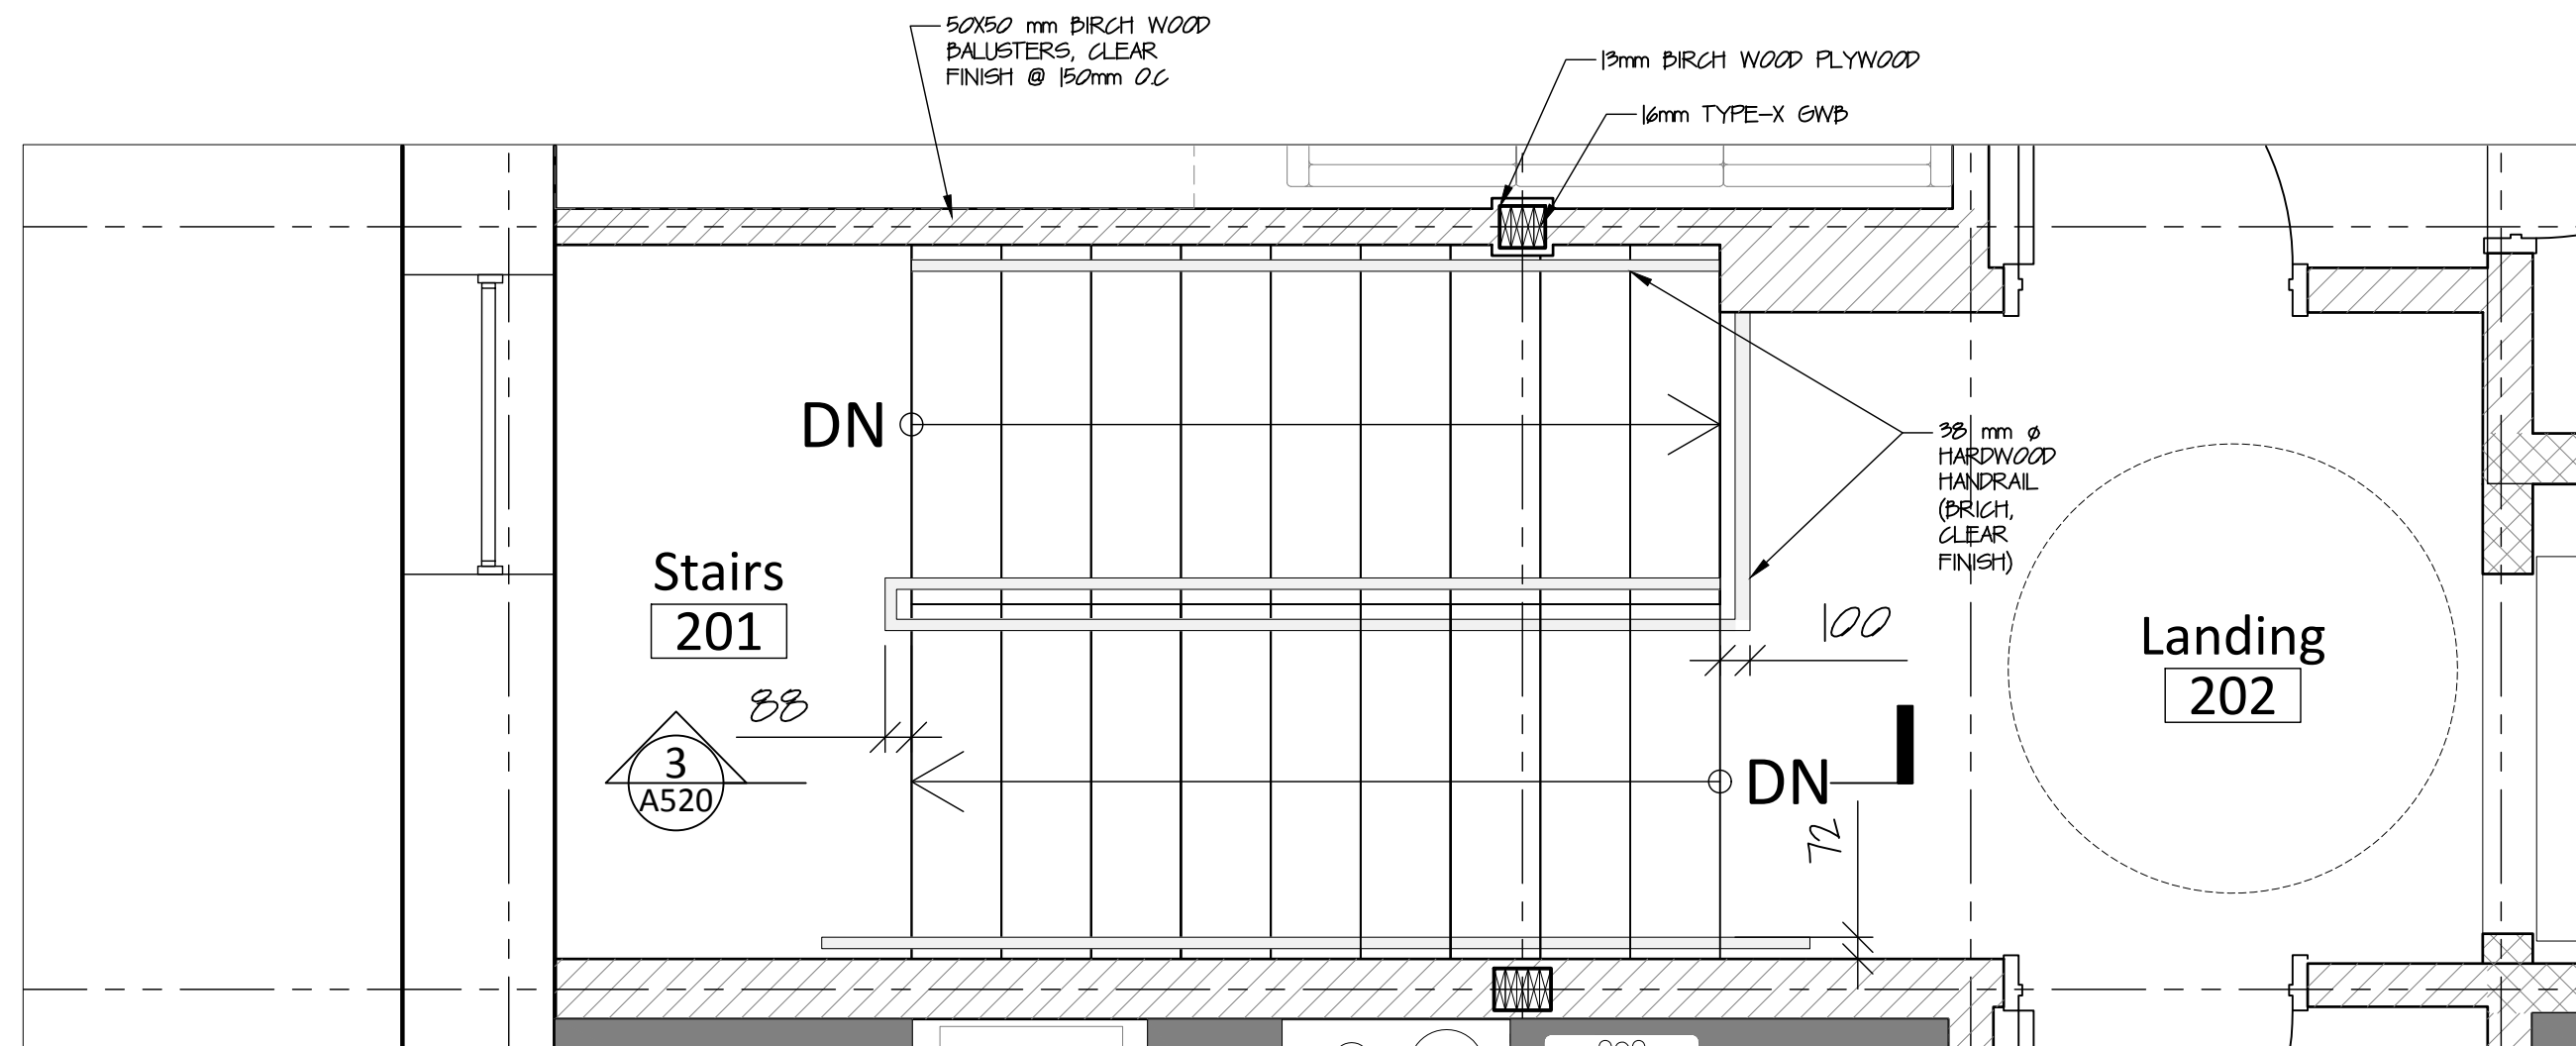 50X50 mm BIRCH WOOD
BALUSTERS, CLEAR
FINISH @ 150mm O.C
13mm BIRCH WOOD PLYWOOD
16mm TYPE-X GWB
DN
38 mm ø
HARDWOOD
HANDRAIL
(BRICH,
CLEAR
FINISH)
Stairs
201
100
Landing
202
88
3
A520
DN
72